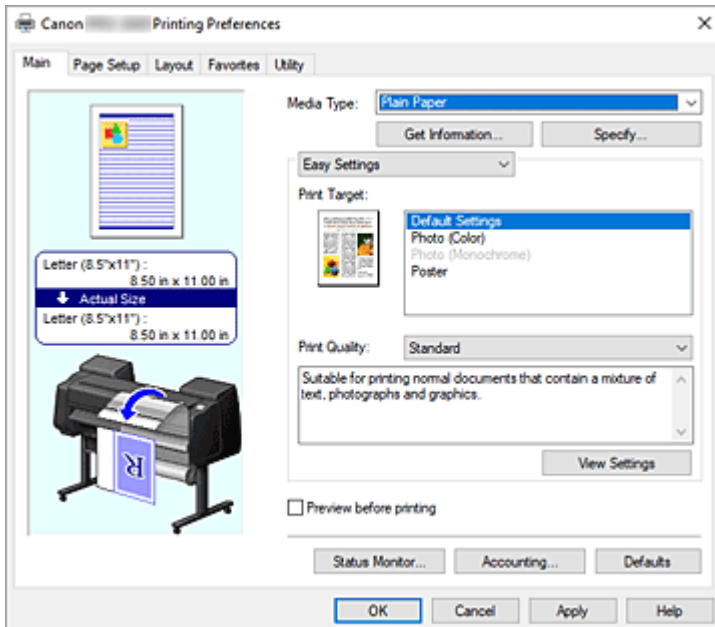 Canon Printing Preferences
Main Page Setup Layout Favorites Utility
Media Type: Plain Paper
Get Information... Specify...
Easy Settings
Print Target:
Default Settings
Photo (Color)
Photo (Monochrome)
Poster
Letter (8.5"x11") :
8.50 in x 11.00 in
Actual Size
Letter (8.5"x11") :
8.50 in x 11.00 in
R
Print Quality: Standard
Suitable for printing normal documents that contain a mixture of
text, photographs and graphics.
View Settings
Preview before printing
Status Monitor... Accounting... Defaults
OK Cancel Apply Help